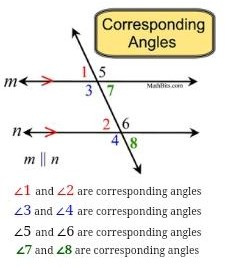 Corresponding
Angles
1 5
m
3 7
MathBits.com
2 6
n
4 8
m || n
∠1 and ∠2 are corresponding angles
∠3 and ∠4 are corresponding angles
∠5 and ∠6 are corresponding angles
∠7 and ∠8 are corresponding angles